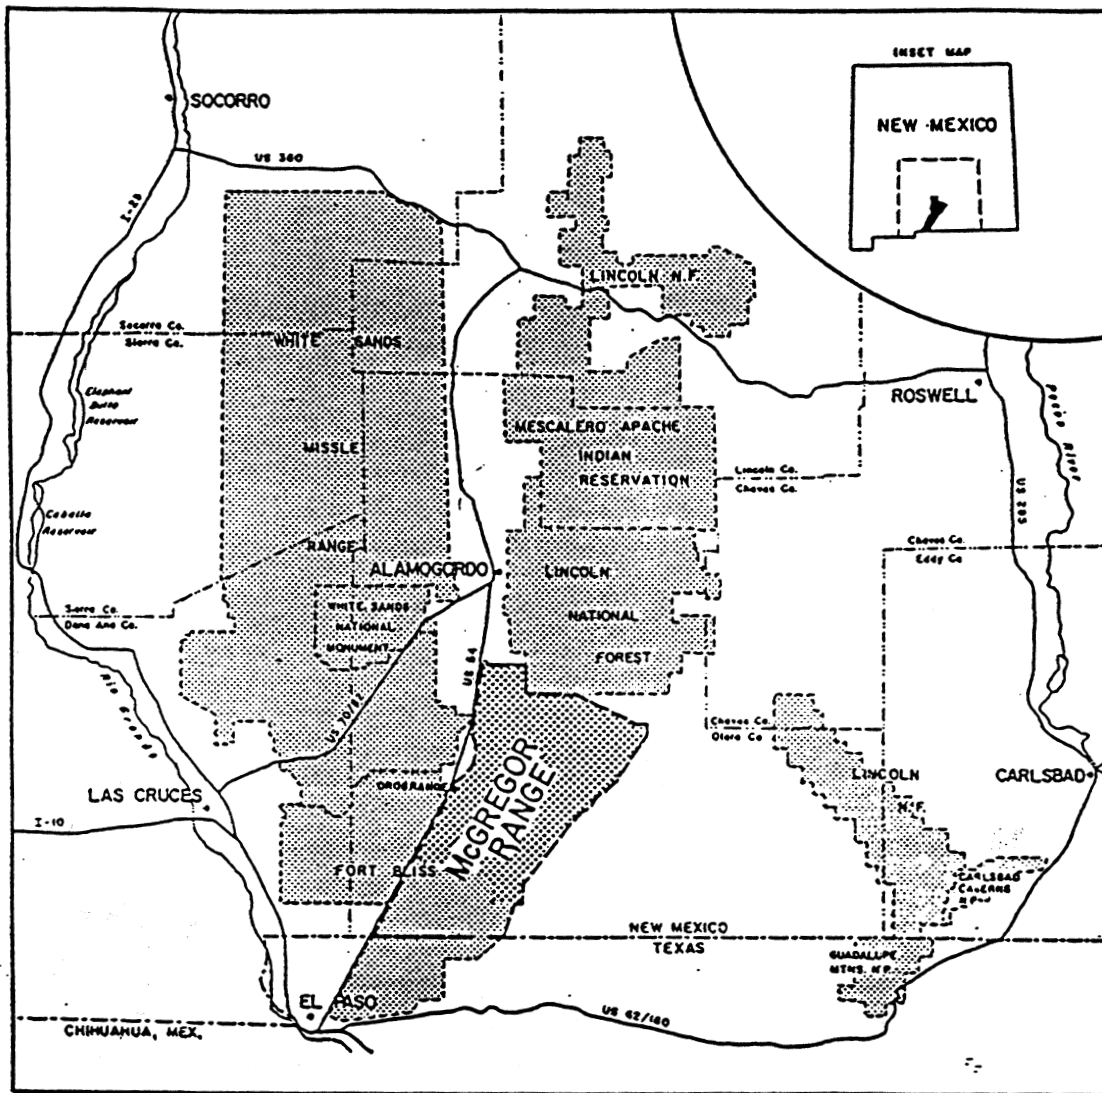 INSET MAP
NEW MEXICO
SOCORRO
US 380
I-25
LINCOLN N.F.
Socorro Co.
Sierra Co.
WHITE SANDS
MISSLE
RANGE
Elephant
Butte
Reservoir
Caballo
Reservoir
ROSWELL
Pecos River
US 285
MESCALERO APACHE
INDIAN
RESERVATION
Lincoln Co.
Chaves Co.
Chaves Co.
Eddy Co
ALAMOGORDO
LINCOLN
NATIONAL
FOREST
WHITE SANDS
NATIONAL
MONUMENT
Sierra Co.
Dona Ana Co.
US 54
US 70/82
Rio Grande
Chaves Co.
Otero Co
McGREGOR
RANGE
OROGRANDE
LINCOLN
N.F.
CARLSBAD
LAS CRUCES
I-10
FORT BLISS
CARLSBAD
CAVERNS
N.P.
NEW MEXICO
TEXAS
GUADALUPE
MTNS. N.P.
EL PASO
US 62/180
CHIHUAHUA, MEX.